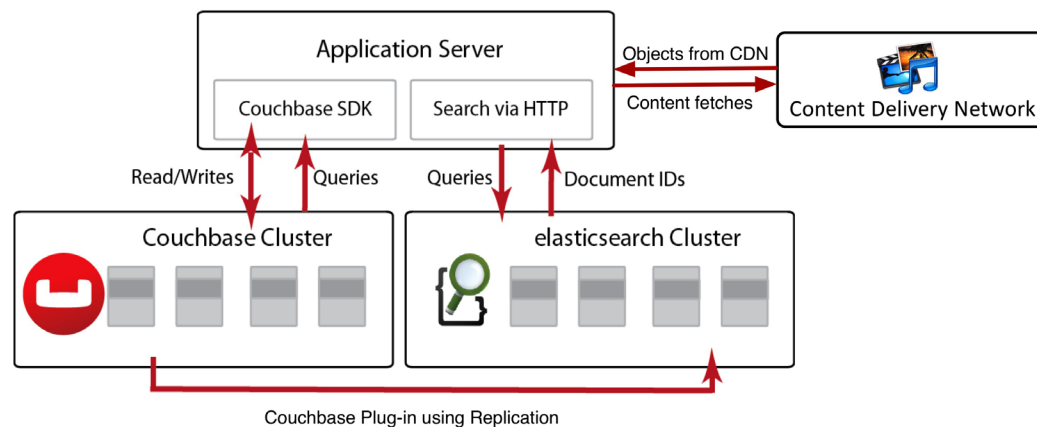 Application Server
Couchbase SDK
Search via HTTP
Objects from CDN
Content fetches
Content Delivery Network
Read/Writes
Queries
Queries
Document IDs
Couchbase Cluster
elasticsearch Cluster
Couchbase Plug-in using Replication